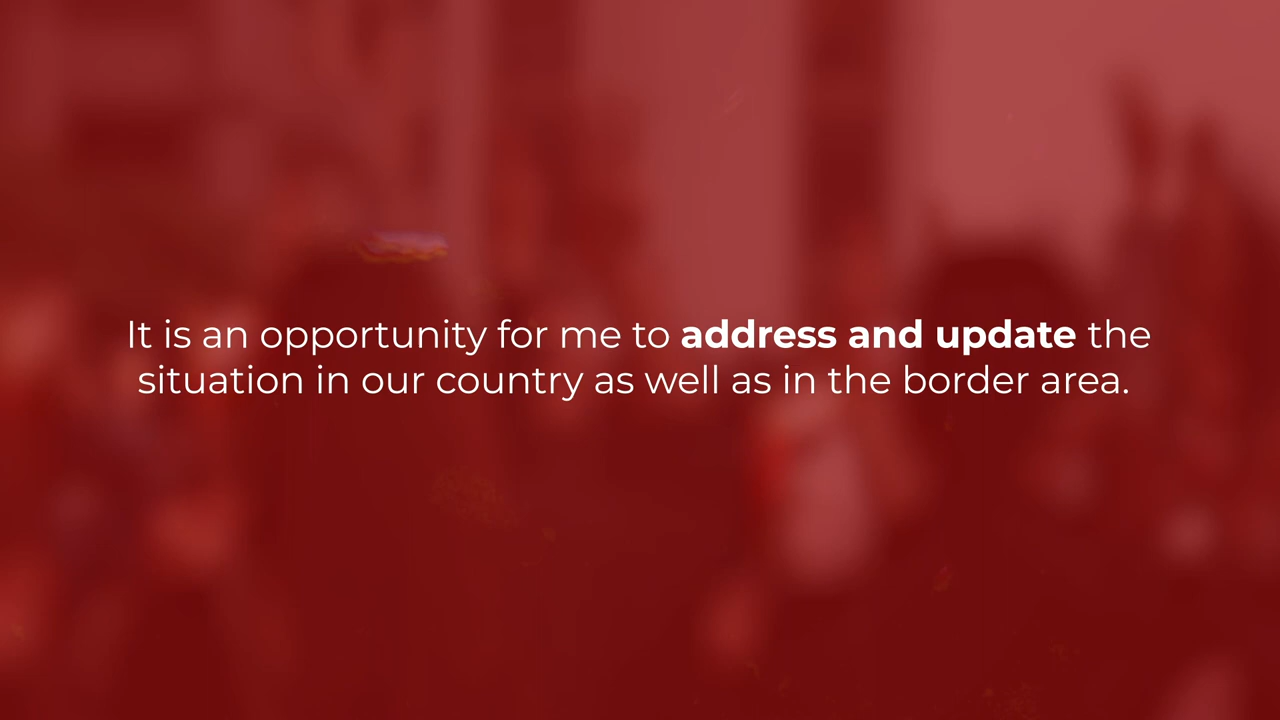 It is an opportunity for me to address and update the
situation in our country as well as in the border area.